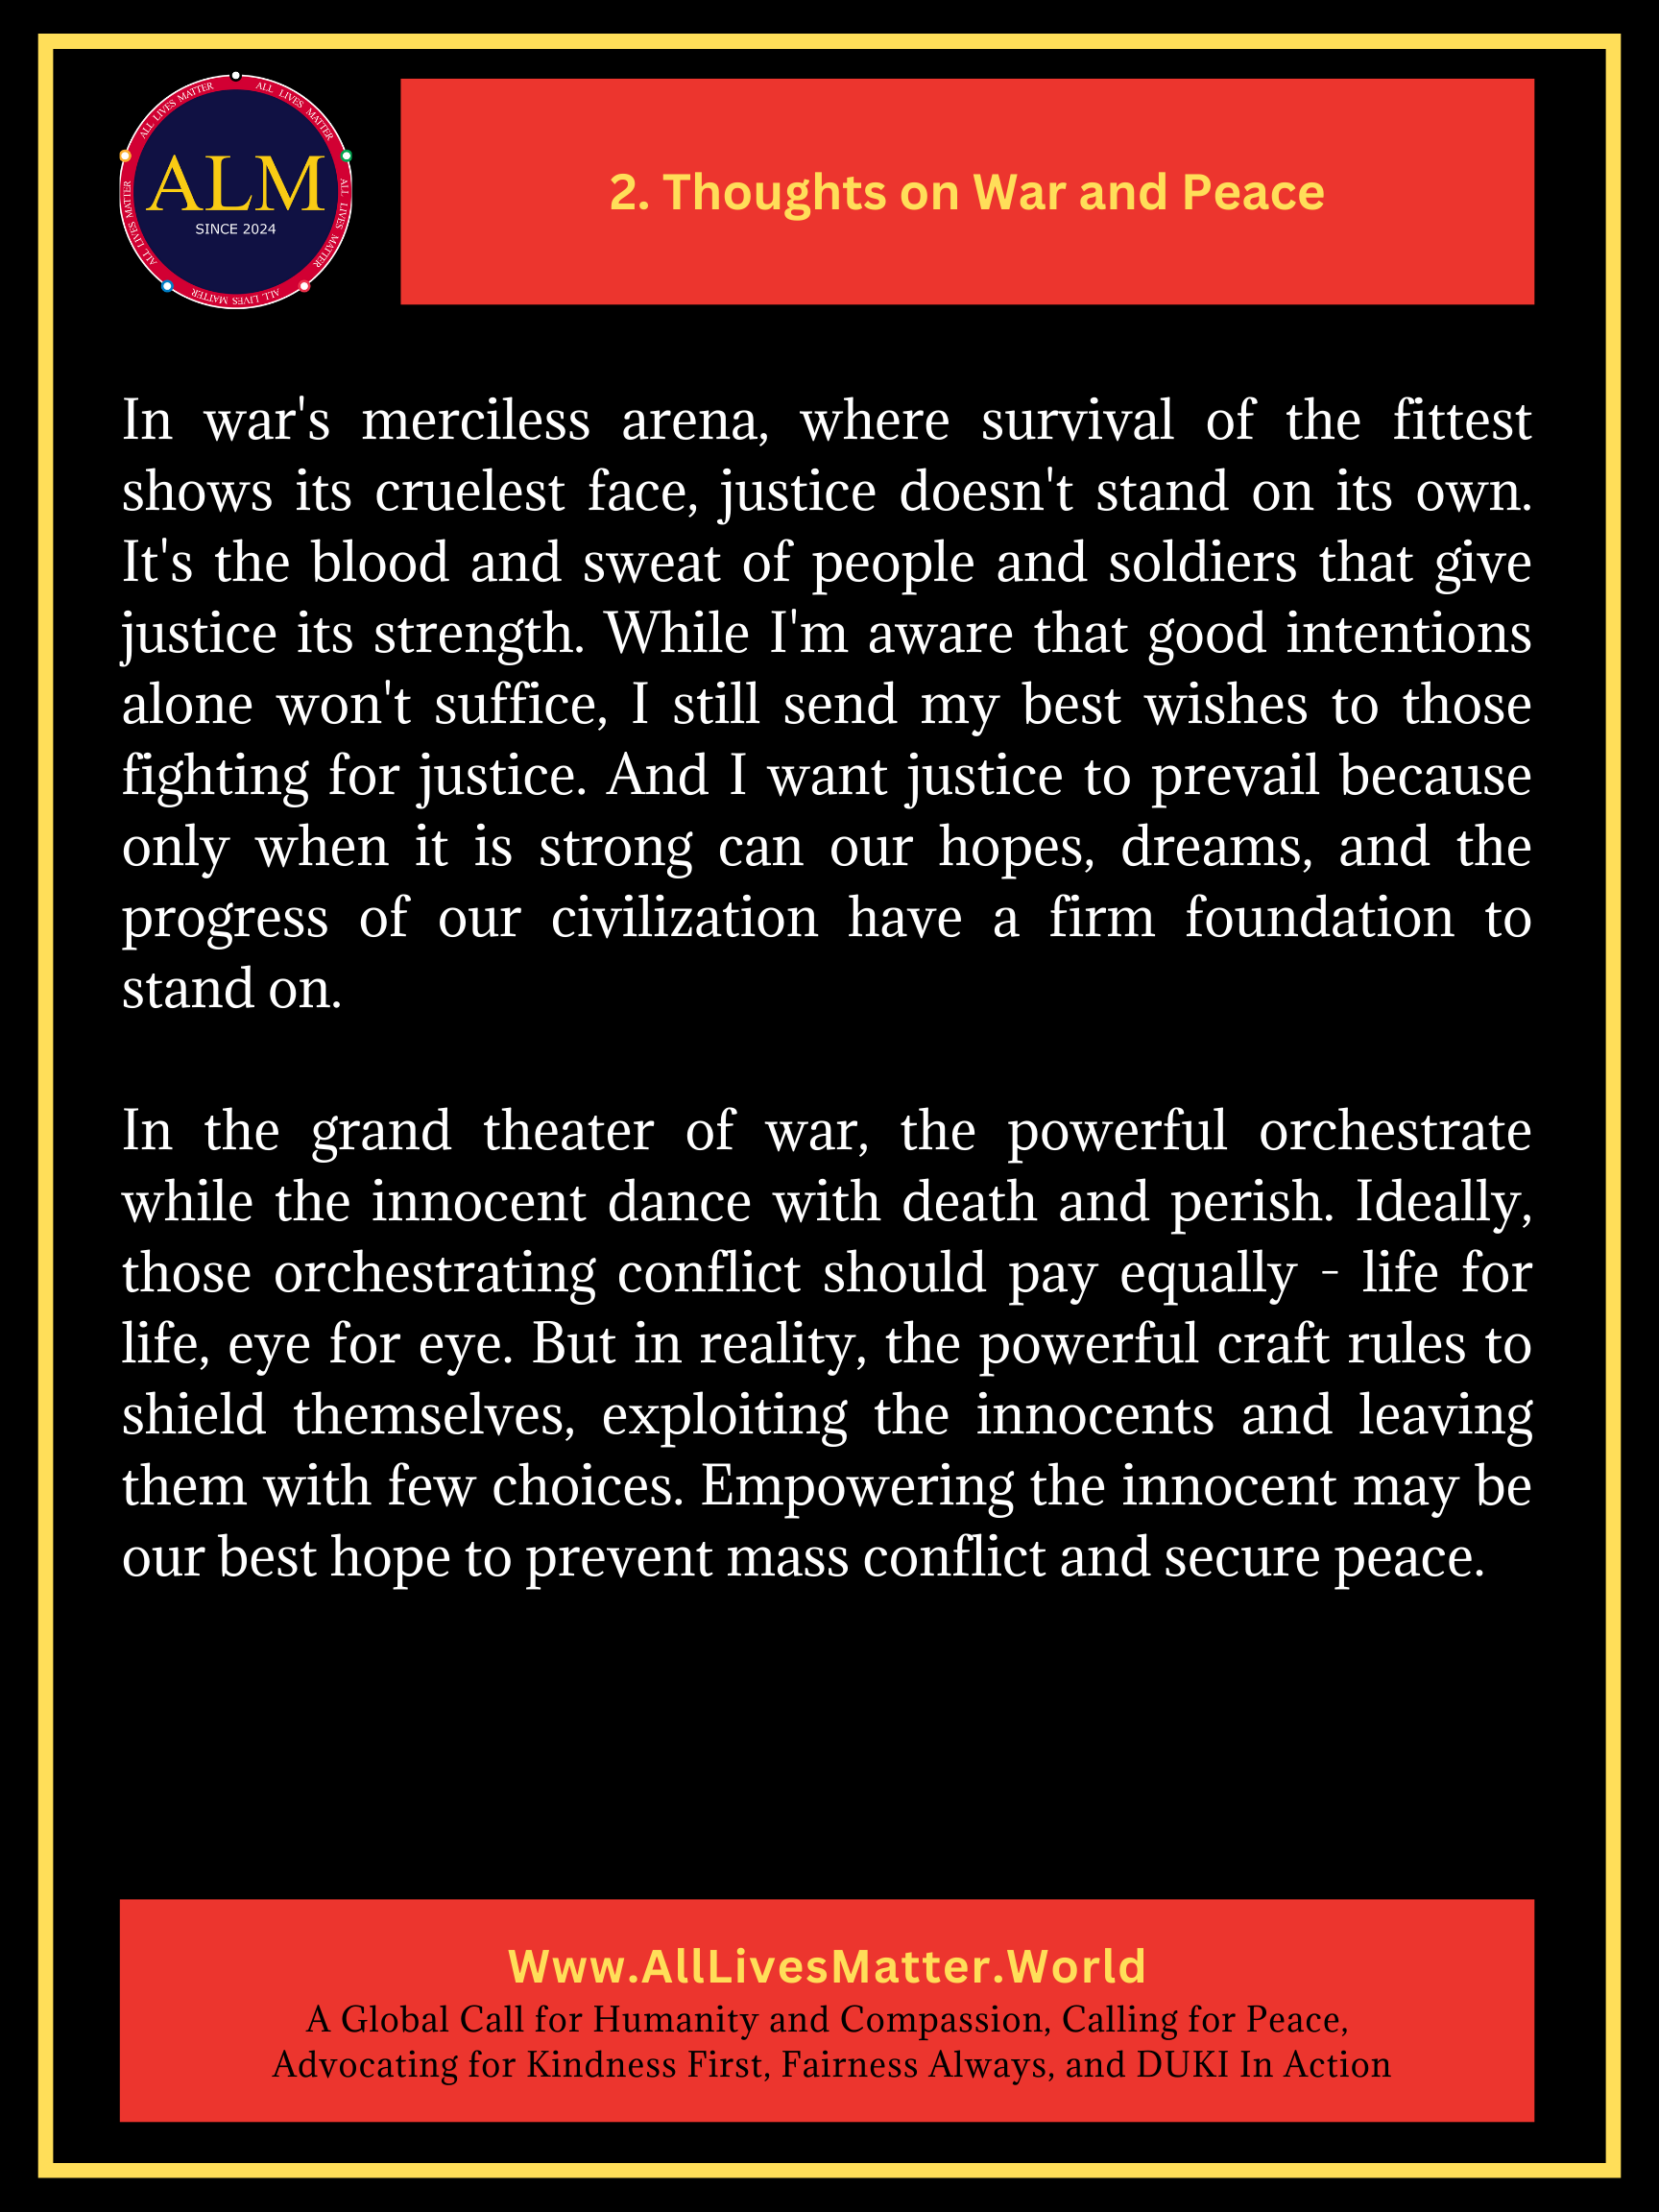 ALL LIVES MATTER
ALL LIVES MATTER
ALL LIVES MATTER
ALL LIVES MATTER
ALL LIVES MATTER
ALM
SINCE 2024
2. Thoughts on War and Peace
In war's merciless arena, where survival of the fittest
shows its cruelest face, justice doesn't stand on its own.
It's the blood and sweat of people and soldiers that give
justice its strength. While I'm aware that good intentions
alone won't suffice, I still send my best wishes to those
fighting for justice. And I want justice to prevail because
only when it is strong can our hopes, dreams, and the
progress of our civilization have a firm foundation to
stand on.
In the grand theater of war, the powerful orchestrate
while the innocent dance with death and perish. Ideally,
those orchestrating conflict should pay equally - life for
life, eye for eye. But in reality, the powerful craft rules to
shield themselves, exploiting the innocents and leaving
them with few choices. Empowering the innocent may be
our best hope to prevent mass conflict and secure peace.
Www.AllLivesMatter.World
A Global Call for Humanity and Compassion, Calling for Peace,
Advocating for Kindness First, Fairness Always, and DUKI In Action